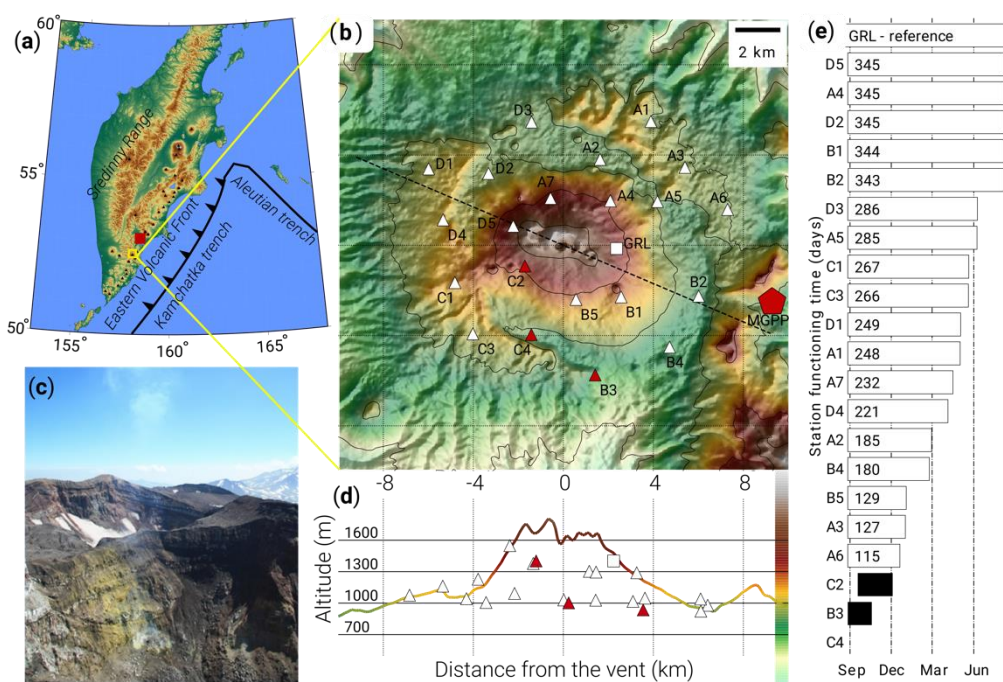 (a)
60°
55°
50°
155°
160°
165°
Sredinny Range
Eastern Volcanic Front
Kamchatka trench
Aleutian trench
(b)
2 km
D3
A1
A2
A3
D1
D2
A7
A4
A5
A6
D4
D5
GRL
C2
C1
B2
B5
B1
MGPP
C3
C4
B4
B3
(c)
-8
-4
0
4
8
(d)
Altitude (m)
1600
1300
1000
700
Distance from the vent (km)
(e)
Station functioning time (days)
GRL - reference
D5 345
A4 345
D2 345
B1 344
B2 343
D3 286
A5 285
C1 267
C3 266
D1 249
A1 248
A7 232
D4 221
A2 185
B4 180
B5 129
A3 127
A6 115
C2
B3
C4
Sep Dec Mar Jun